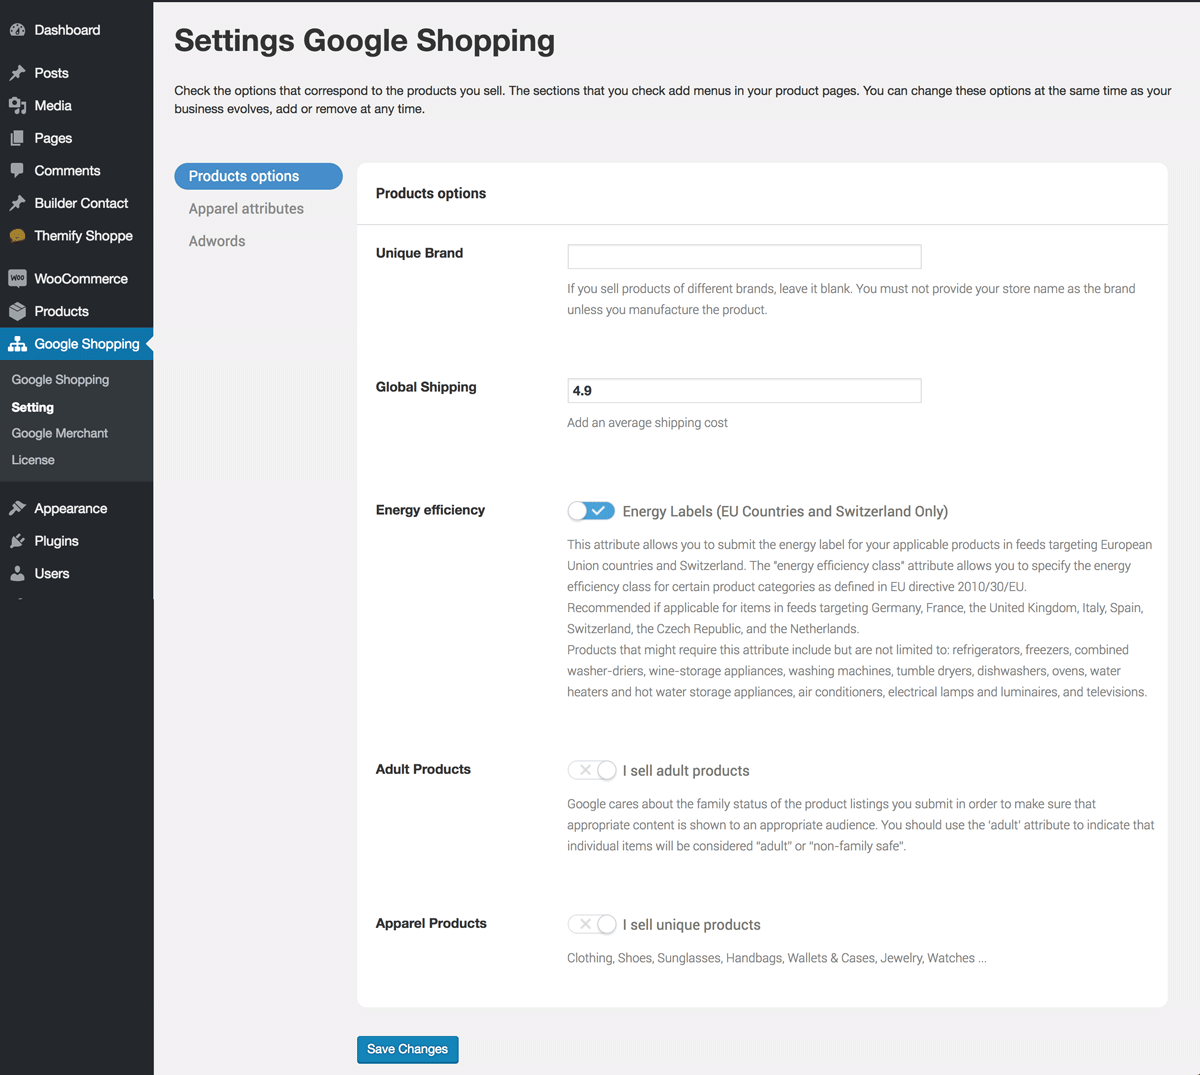 Dashboard
Posts
Media
Pages
Comments
Builder Contact
Themify Shoppe
WOO WooCommerce
Products
Google Shopping
Google Shopping
Setting
Google Merchant
License
Appearance
Plugins
Users
Settings Google Shopping
Check the options that correspond to the products you sell. The sections that you check add menus in your product pages. You can change these options at the same time as your
business evolves, add or remove at any time.
Products options
Apparel attributes
Adwords
Products options
Unique Brand
If you sell products of different brands, leave it blank. You must not provide your store name as the brand
unless you manufacture the product.
Global Shipping
4.9
Add an average shipping cost
Energy efficiency
Energy Labels (EU Countries and Switzerland Only)
This attribute allows you to submit the energy label for your applicable products in feeds targeting European
Union countries and Switzerland. The "energy efficiency class" attribute allows you to specify the energy
efficiency class for certain product categories as defined in EU directive 2010/30/EU.
Recommended if applicable for items in feeds targeting Germany, France, the United Kingdom, Italy, Spain,
Switzerland, the Czech Republic, and the Netherlands.
Products that might require this attribute include but are not limited to: refrigerators, freezers, combined
washer-driers, wine-storage appliances, washing machines, tumble dryers, dishwashers, ovens, water
heaters and hot water storage appliances, air conditioners, electrical lamps and luminaires, and televisions.
Adult Products
I sell adult products
Google cares about the family status of the product listings you submit in order to make sure that
appropriate content is shown to an appropriate audience. You should use the 'adult' attribute to indicate that
individual items will be considered "adult" or "non-family safe".
Apparel Products
I sell unique products
Clothing, Shoes, Sunglasses, Handbags, Wallets & Cases, Jewelry, Watches ...
Save Changes